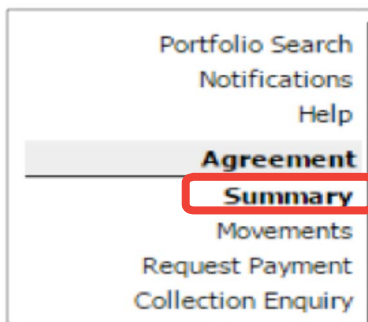 Portfolio Search
Notifications
Help
Agreement
Summary
Movements
Request Payment
Collection Enquiry